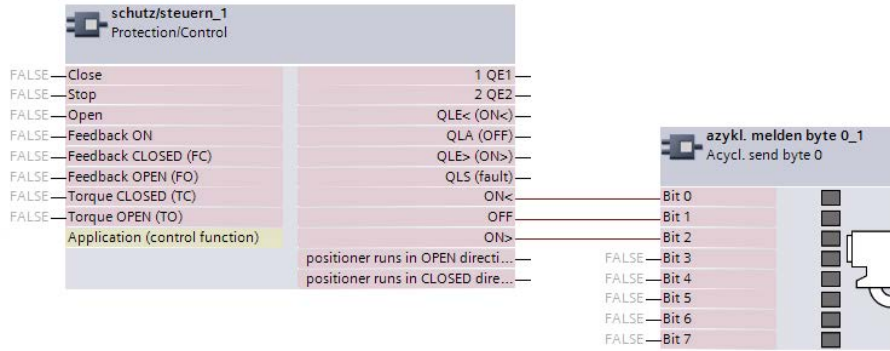 schutz/steuern_1
Protection/Control
FALSE Close 1 QE1
FALSE Stop 2 QE2
FALSE Open QLE< (ON<)
FALSE Feedback ON QLA (OFF)
FALSE Feedback CLOSED (FC) QLE> (ON>)
FALSE Feedback OPEN (FO) QLS (fault)
FALSE Torque CLOSED (TC) ON<
FALSE Torque OPEN (TO) OFF
Application (control function) ON>
positioner runs in OPEN directi...
positioner runs in CLOSED dire...
azykl. melden byte 0_1
Acycl. send byte 0
Bit 0
Bit 1
Bit 2
FALSE Bit 3
FALSE Bit 4
FALSE Bit 5
FALSE Bit 6
FALSE Bit 7